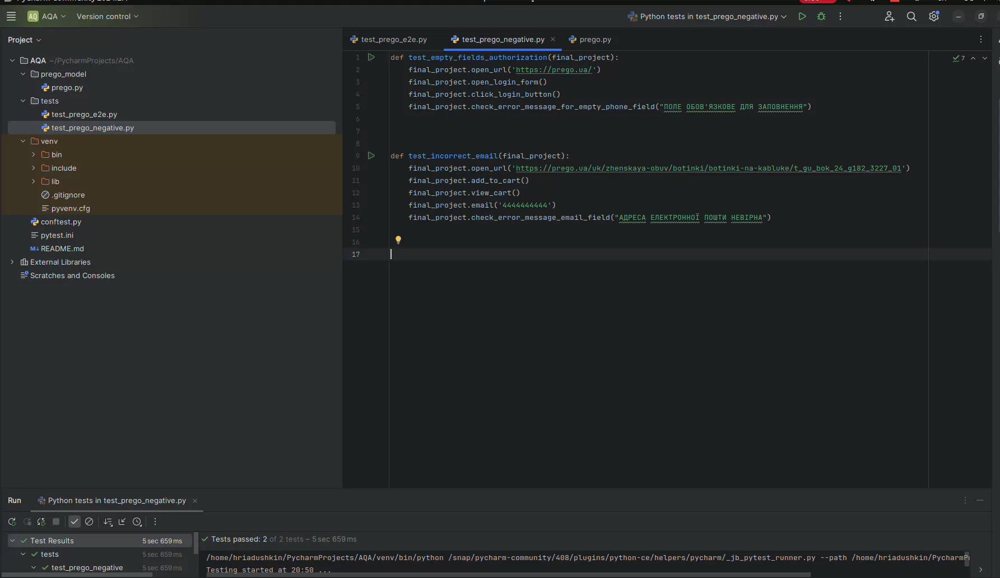 AQ AQA Version control
Python tests in test_prego_negative.py
Project
AQA ~/PycharmProjects/AQA
prego_model
prego.py
tests
test_prego_e2e.py
test_prego_negative.py
venv
bin
include
lib
.gitignore
pyvenv.cfg
conftest.py
pytest.ini
M↓ README.md
External Libraries
Scratches and Consoles
test_prego_e2e.py test_prego_negative.py prego.py
7
1 def test_empty_fields_authorization(final_project):
2 final_project.open_url('https://prego.ua/')
3 final_project.open_login_form()
4 final_project.click_login_button()
5 final_project.check_error_message_for_empty_phone_field("ПОЛЕ ОБОВ'ЯЗКОВЕ ДЛЯ ЗАПОВНЕННЯ")
6
7
8
9 def test_incorrect_email(final_project):
10 final_project.open_url('https://prego.ua/uk/zhenskaya-obuv/botinki/botinki-na-kabluke/t_gu_bok_24_g182_3227_01')
11 final_project.add_to_cart()
12 final_project.view_cart()
13 final_project.email('4444444444')
14 final_project.check_error_message_email_field("АДРЕСА ЕЛЕКТРОННОЇ ПОШТИ НЕВІРНА")
15
16
17
Run Python tests in test_prego_negative.py
Test Results 5 sec 659 ms
tests 5 sec 659 ms
test_prego_negative 5 sec 659 ms
Tests passed: 2 of 2 tests – 5 sec 659 ms
/home/hriadushkin/PycharmProjects/AQA/venv/bin/python /snap/pycharm-community/408/plugins/python-ce/helpers/pycharm/_jb_pytest_runner.py --path /home/hriadushkin/PycharmPr
Testing started at 20:50 ...